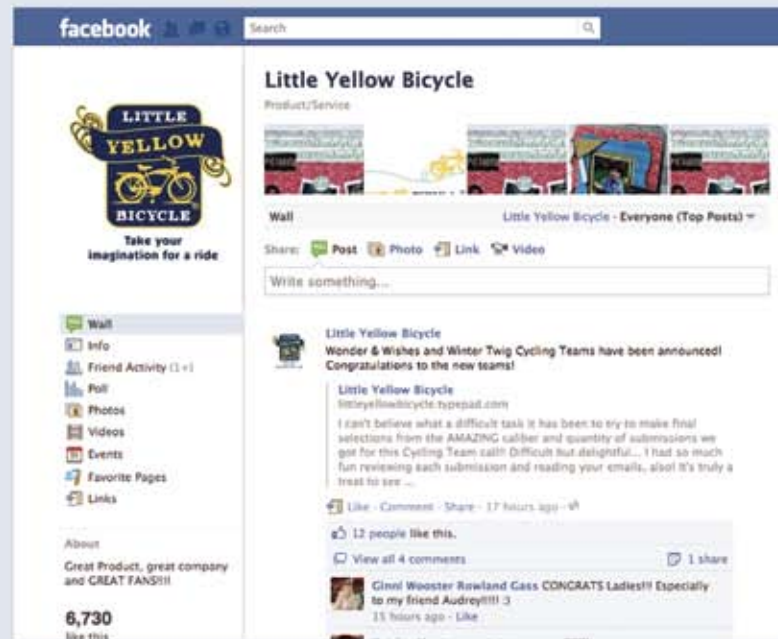 facebook
Search
LITTLE
YELLOW
BICYCLE
Take your
imagination for a ride
Wall
Info
Friend Activity (1+)
Poll
Photos
Videos
Events
Favorite Pages
Links
About
Great Product, great company
and GREAT FANS!!!!
6,730
like this
Little Yellow Bicycle
Product/Service
Wall
Little Yellow Bicycle · Everyone (Top Posts)
Share: Post Photo Link Video
Write something...
Little Yellow Bicycle
Wonder & Wishes and Winter Twig Cycling Teams have been announced!
Congratulations to the new teams!
Little Yellow Bicycle
littleyellowbicycle.typepad.com
I can't believe what a difficult task it has been to try to make final
selections from the AMAZING caliber and quantity of submissions we
got for this Cycling Team call!! Difficult but delightful... I had so much
fun reviewing each submission and reading your emails, also! It's truly a
treat to see ...
Like · Comment · Share · 17 hours ago
12 people like this.
View all 4 comments
1 share
Ginni Wooster Rowland Gass CONGRATS Ladies!!! Especially
to my friend Audrey!!!!! :)
15 hours ago · Like